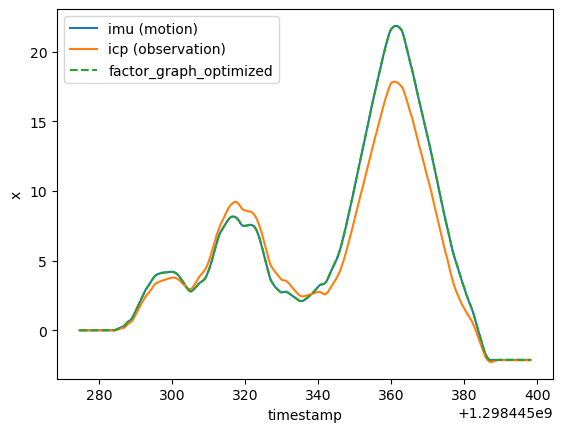 imu (motion)
icp (observation)
factor_graph_optimized
20
15
10
5
0
x
280 300 320 340 360 380 400
timestamp
+1.298445e9